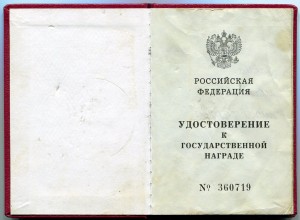 РОССИЙСКАЯ
ФЕДЕРАЦИЯ
УДОСТОВЕРЕНИЕ
К
ГОСУДАРСТВЕННОЙ
НАГРАДЕ
№ 360719